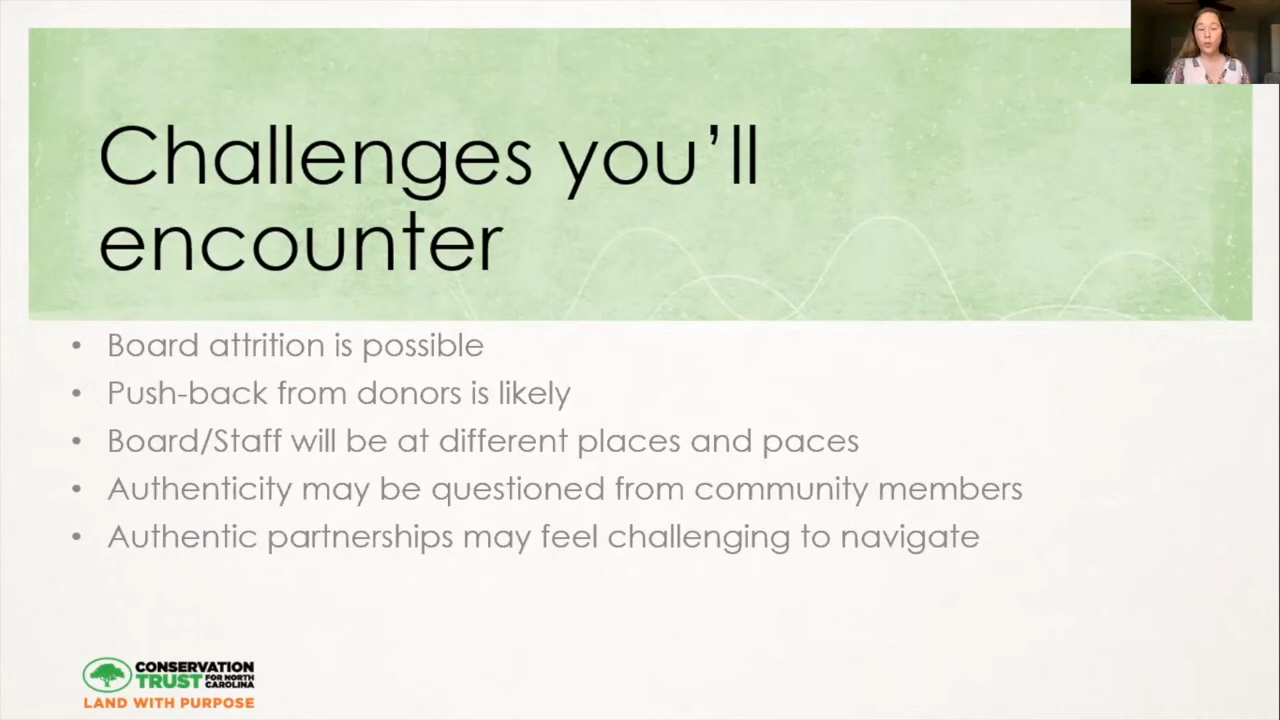 Challenges you'll
encounter
• Board attrition is possible
• Push-back from donors is likely
• Board/Staff will be at different places and paces
• Authenticity may be questioned from community members
• Authentic partnerships may feel challenging to navigate
CONSERVATION
TRUST FOR NORTH
CAROLINA
LAND WITH PURPOSE